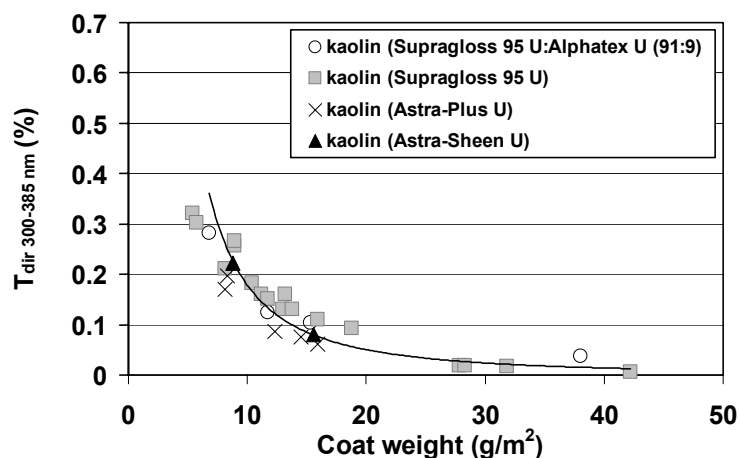 0.7
0.6
0.5
0.4
0.3
0.2
0.1
0
T dir 300-385 nm (%)
kaolin (Supragloss 95 U:Alphatex U (91:9)
kaolin (Supragloss 95 U)
kaolin (Astra-Plus U)
kaolin (Astra-Sheen U)
0 10 20 30 40 50
Coat weight (g/m²)